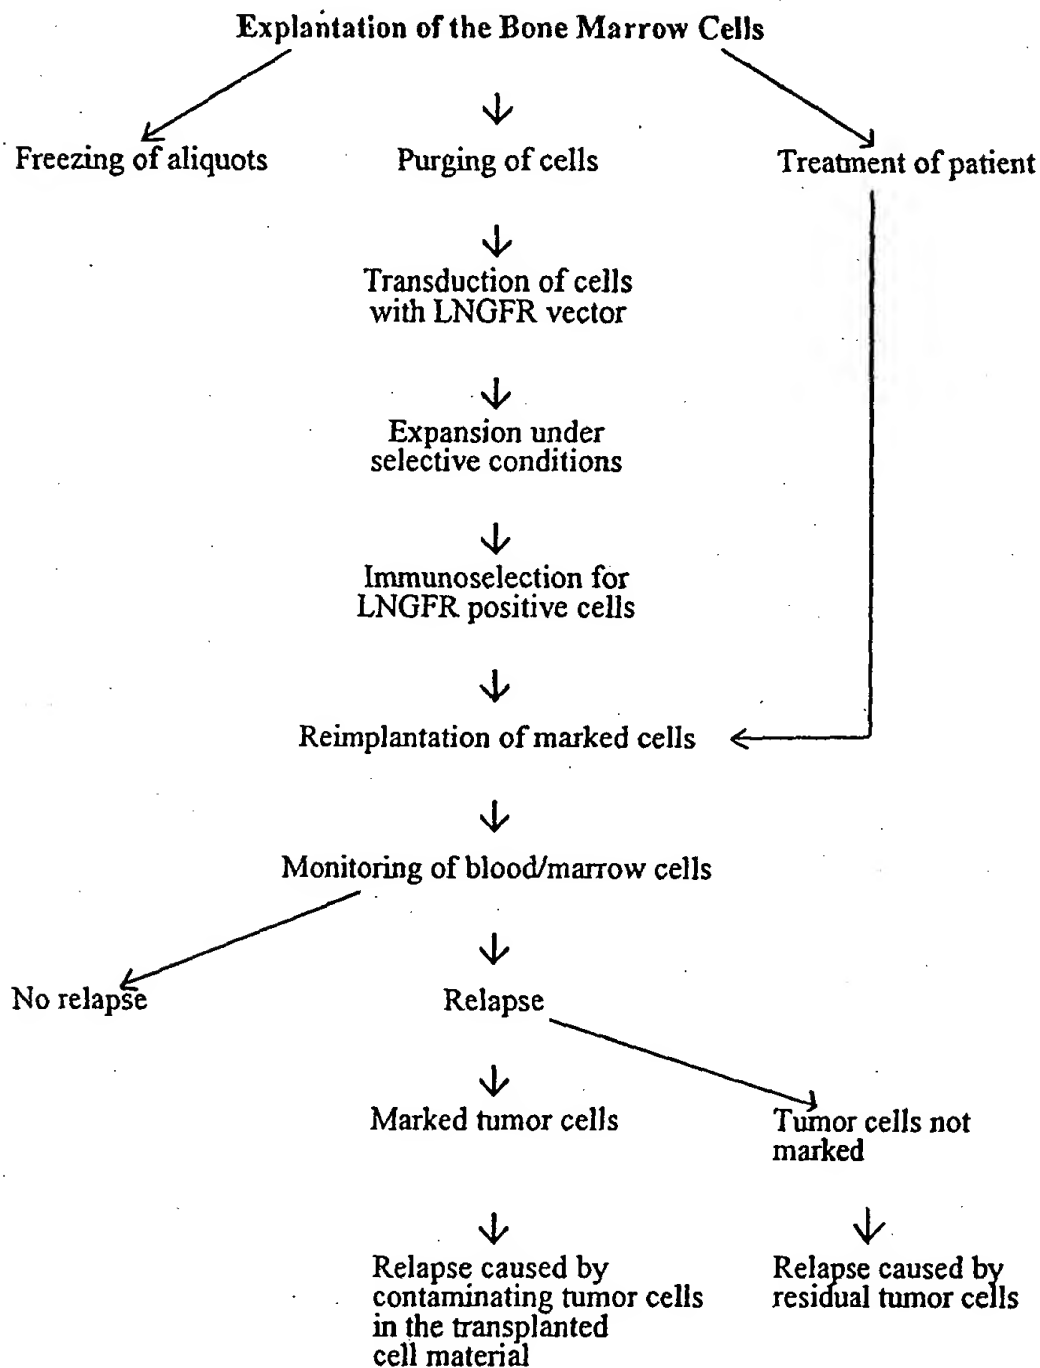 Explantation of the Bone Marrow Cells
Freezing of aliquots
Purging of cells
Treatment of patient
Transduction of cells
with LNGFR vector
Expansion under
selective conditions
Immunoselection for
LNGFR positive cells
Reimplantation of marked cells
Monitoring of blood/marrow cells
No relapse
Relapse
Marked tumor cells
Tumor cells not
marked
Relapse caused by
contaminating tumor cells
in the transplanted
cell material
Relapse caused by
residual tumor cells